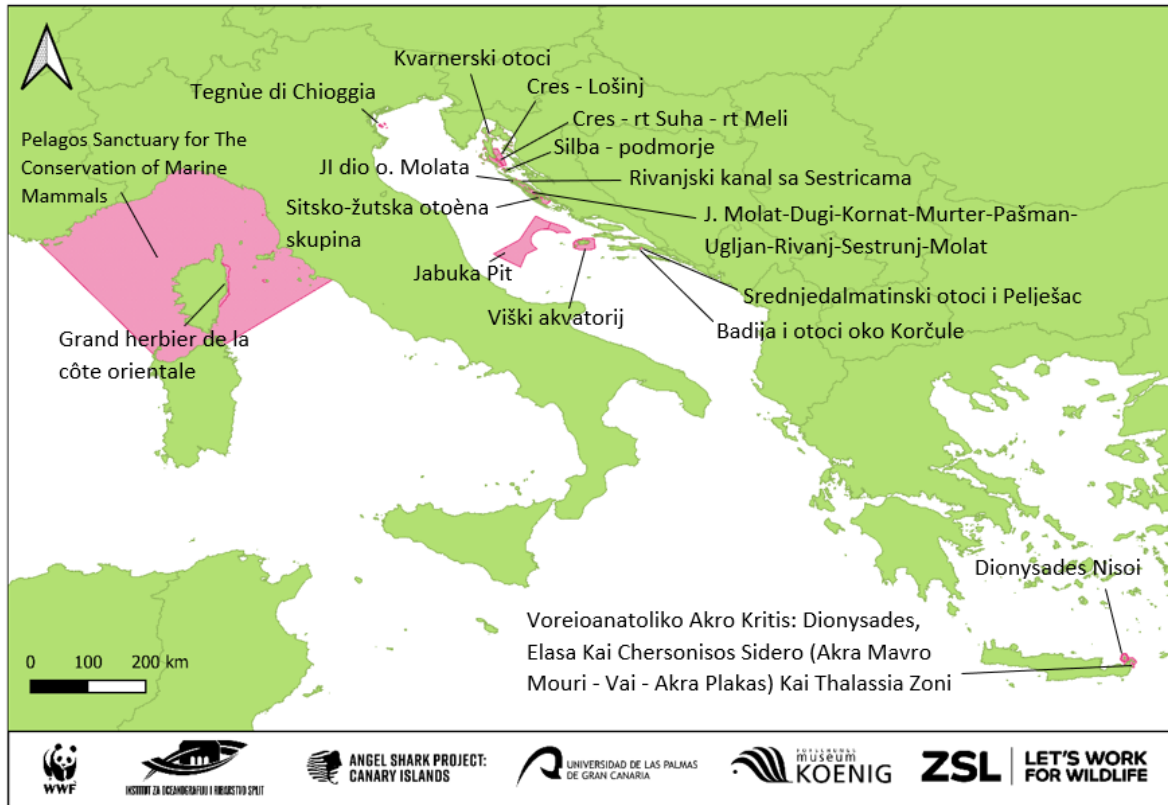 Kvarnerski otoci
Cres - Lošinj
Tegnùe di Chioggia
Cres - rt Suha - rt Meli
Pelagos Sanctuary for The
Conservation of Marine
Mammals
Silba - podmorje
JI dio o. Molata
Rivanjski kanal sa Sestricama
Sitsko-žutska otoèna
skupina
J. Molat-Dugi-Kornat-Murter-Pašman-
Ugljan-Rivanj-Sestrunj-Molat
Jabuka Pit
Srednjedalmatinski otoci i Pelješac
Viški akvatorij
Badija i otoci oko Korčule
Grand herbier de la
côte orientale
Dionysades Nisoi
Voreioanatoliko Akro Kritis: Dionysades,
Elasa Kai Chersonisos Sidero (Akra Mavro
Mouri - Vai - Akra Plakas) Kai Thalassia Zoni
0 100 200 km
WWF
INSTITUT ZA OCEANOGRAFIJU I RIBARSTVO SPLIT
ANGEL SHARK PROJECT:
CANARY ISLANDS
UNIVERSIDAD DE LAS PALMAS
DE GRAN CANARIA
FORSCHUNGS
museum
KOENIG
ZSL
LET'S WORK
FOR WILDLIFE